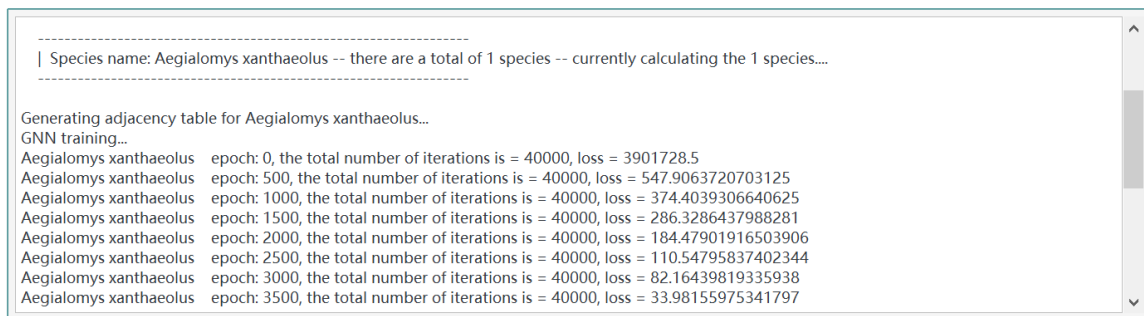 ------------------------------------------------------------------
| Species name: Aegialomys xanthaeolus -- there are a total of 1 species -- currently calculating the 1 species....
------------------------------------------------------------------
Generating adjacency table for Aegialomys xanthaeolus...
GNN training...
Aegialomys xanthaeolus epoch: 0, the total number of iterations is = 40000, loss = 3901728.5
Aegialomys xanthaeolus epoch: 500, the total number of iterations is = 40000, loss = 547.9063720703125
Aegialomys xanthaeolus epoch: 1000, the total number of iterations is = 40000, loss = 374.4039306640625
Aegialomys xanthaeolus epoch: 1500, the total number of iterations is = 40000, loss = 286.3286437988281
Aegialomys xanthaeolus epoch: 2000, the total number of iterations is = 40000, loss = 184.47901916503906
Aegialomys xanthaeolus epoch: 2500, the total number of iterations is = 40000, loss = 110.54795837402344
Aegialomys xanthaeolus epoch: 3000, the total number of iterations is = 40000, loss = 82.16439819335938
Aegialomys xanthaeolus epoch: 3500, the total number of iterations is = 40000, loss = 33.98155975341797